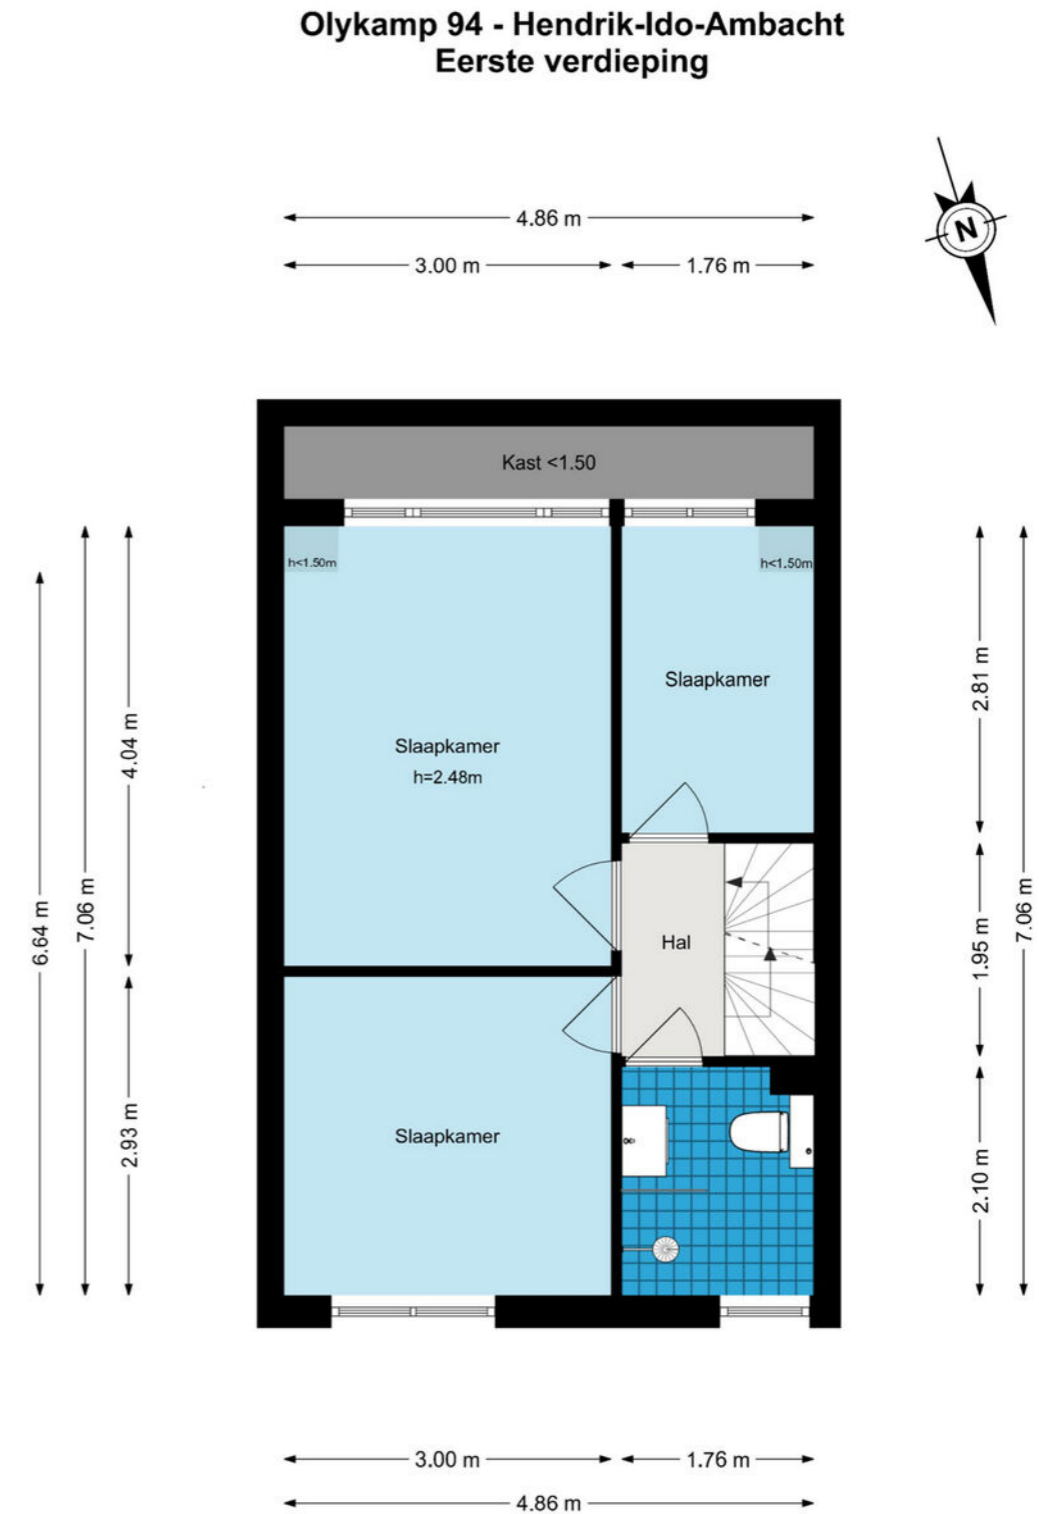 Olykamp 94 - Hendrik-Ido-Ambacht
Eerste verdieping
N
4.86 m
3.00 m
1.76 m
Kast <1.50
h<1.50m
h<1.50m
Slaapkamer
Slaapkamer
h=2.48m
Hal
Slaapkamer
6.64 m
7.06 m
4.04 m
2.93 m
2.81 m
1.95 m
2.10 m
7.06 m
3.00 m
1.76 m
4.86 m